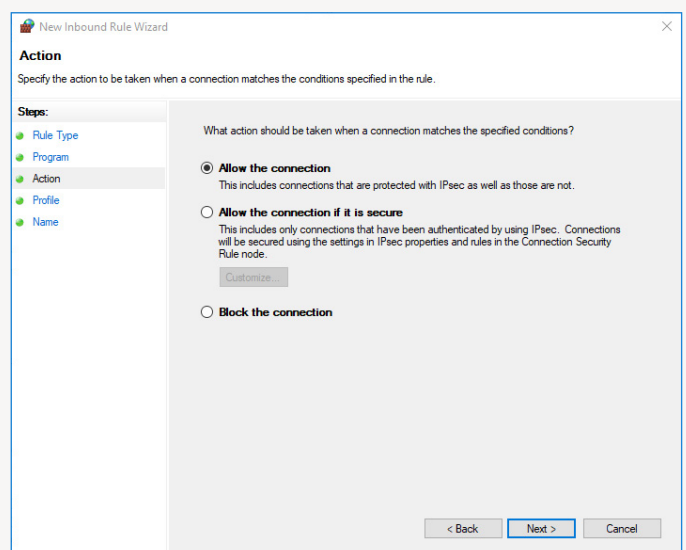 New Inbound Rule Wizard
Action
Specify the action to be taken when a connection matches the conditions specified in the rule.
Steps:
Rule Type
Program
Action
Profile
Name
What action should be taken when a connection matches the specified conditions?
Allow the connection
This includes connections that are protected with IPsec as well as those are not.
Allow the connection if it is secure
This includes only connections that have been authenticated by using IPsec. Connections
will be secured using the settings in IPsec properties and rules in the Connection Security
Rule node.
Customize...
Block the connection
< Back
Next >
Cancel